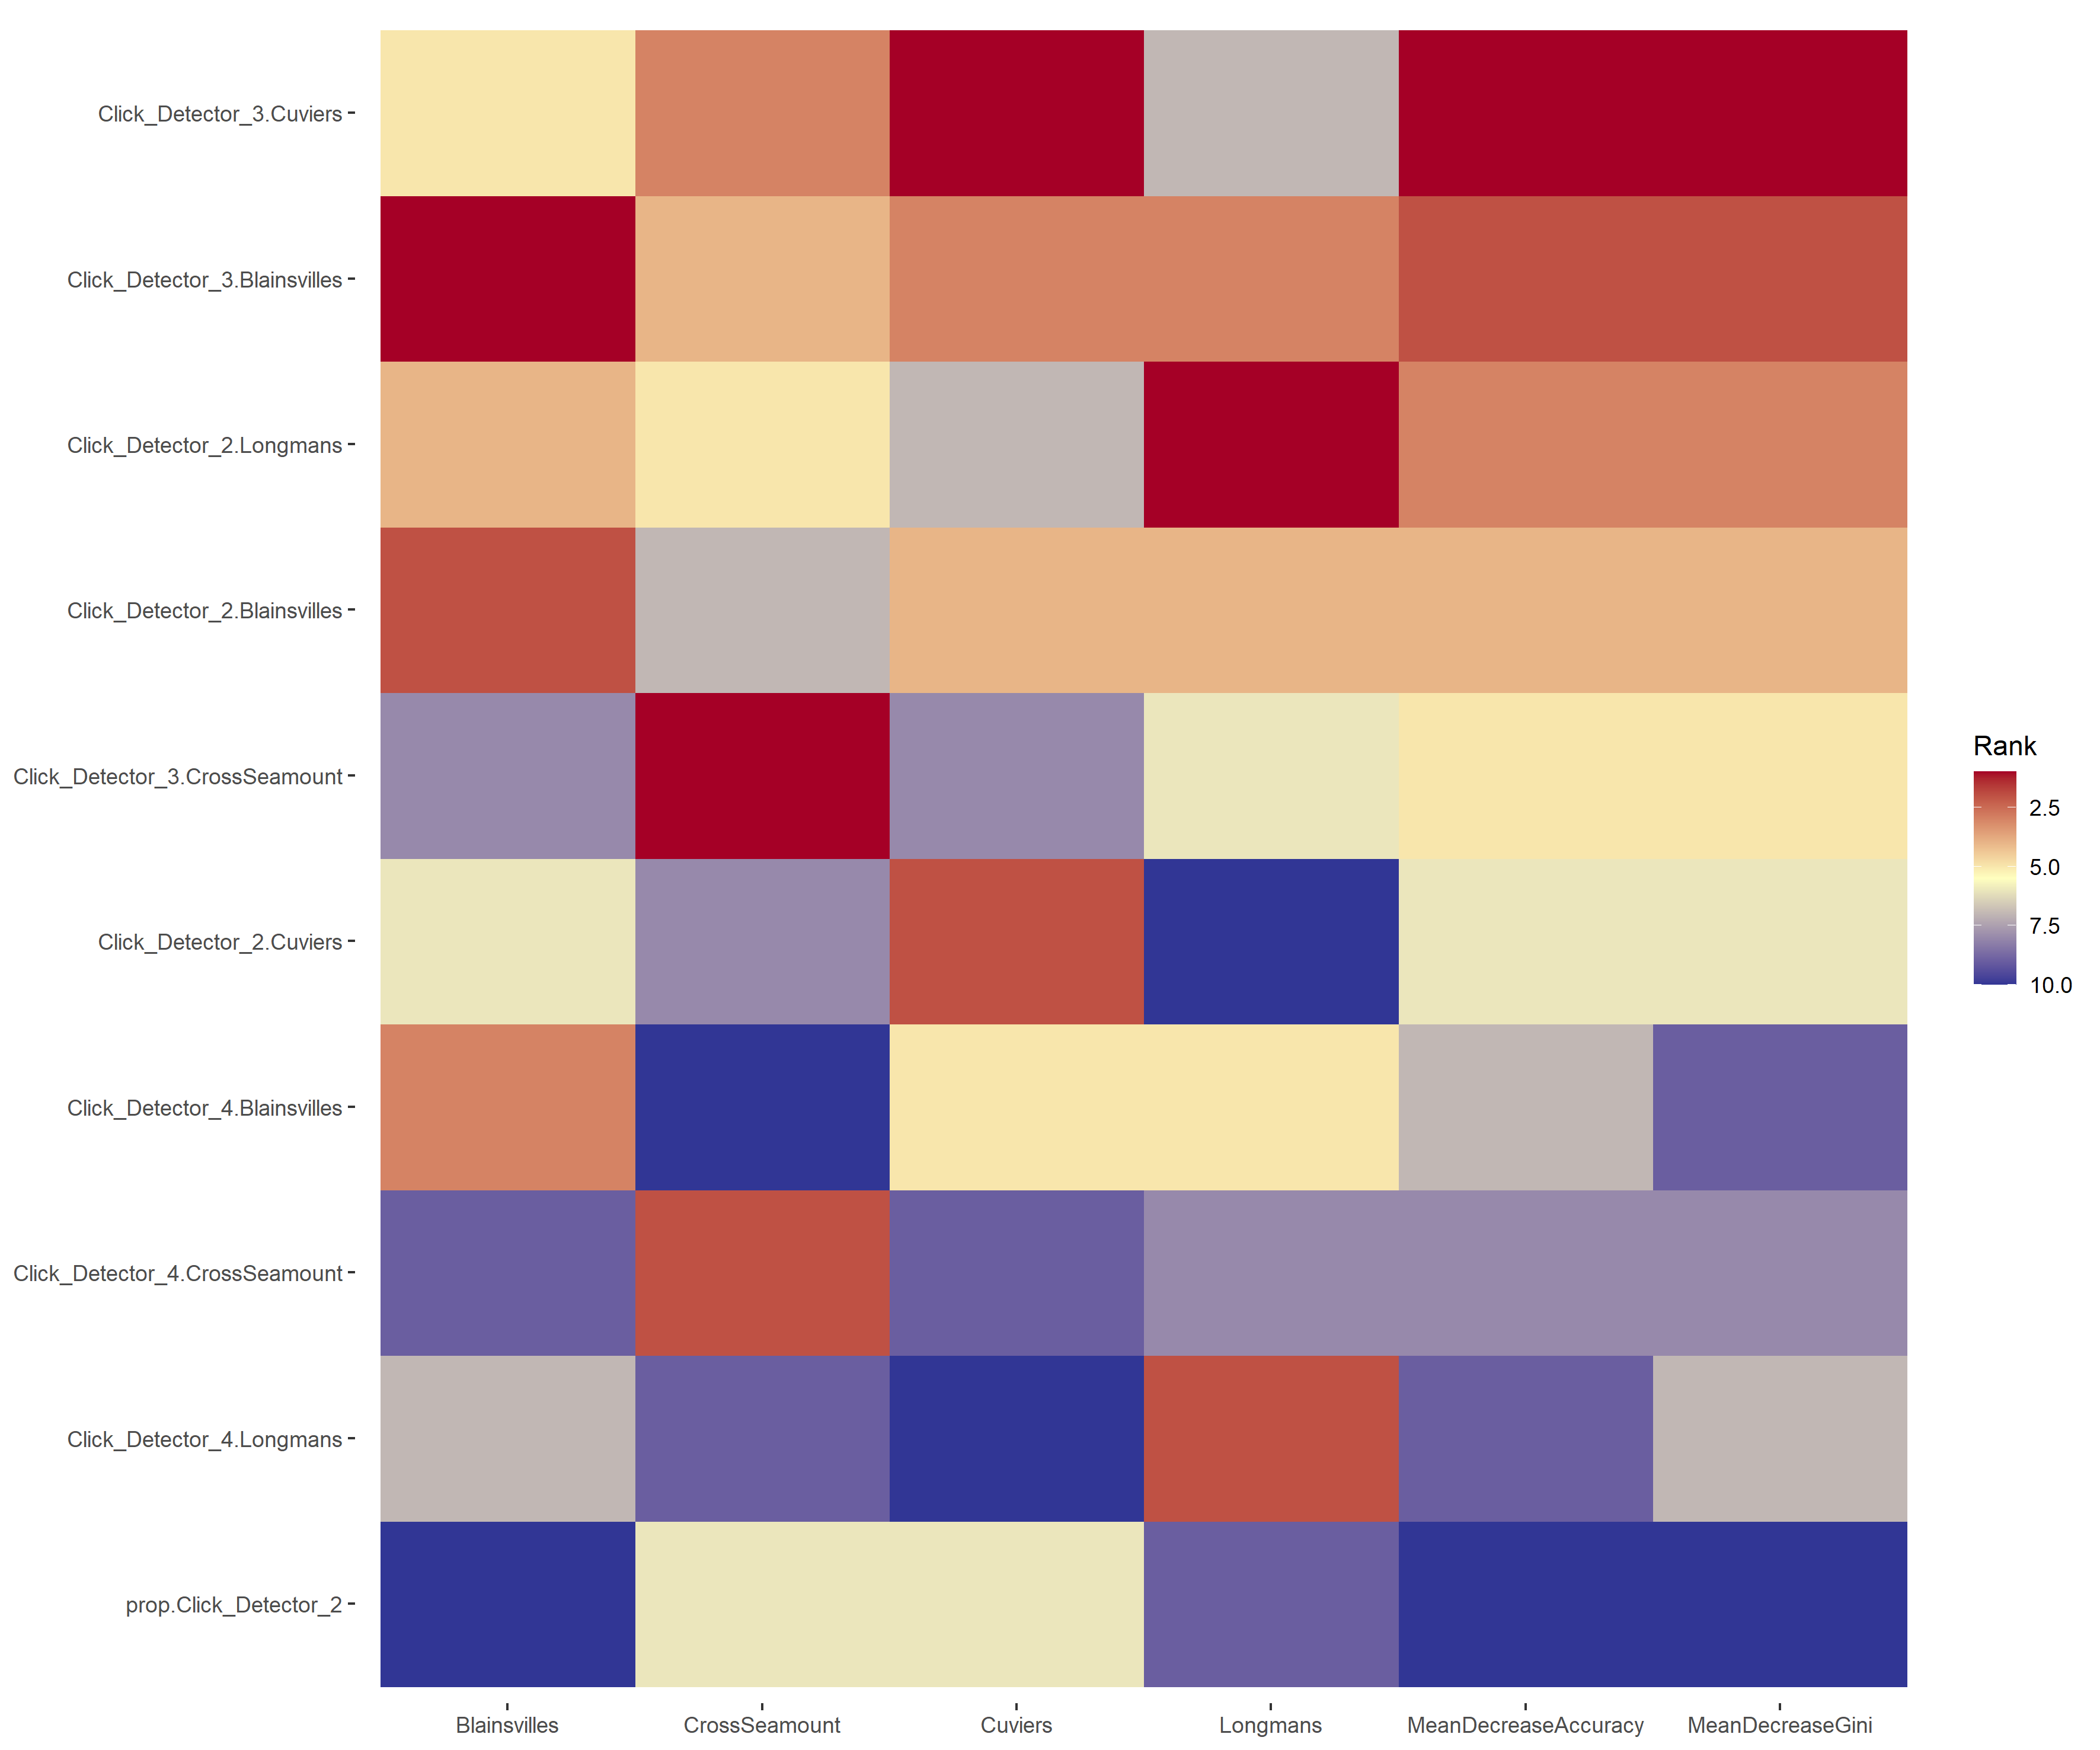 Click_Detector_3.Cuviers
Click_Detector_3.Blainsvilles
Click_Detector_2.Longmans
Click_Detector_2.Blainsvilles
Click_Detector_3.CrossSeamount
Click_Detector_2.Cuviers
Click_Detector_4.Blainsvilles
Click_Detector_4.CrossSeamount
Click_Detector_4.Longmans
prop.Click_Detector_2
Blainsvilles CrossSeamount Cuviers Longmans MeanDecreaseAccuracy MeanDecreaseGini
Rank
2.5
5.0
7.5
10.0